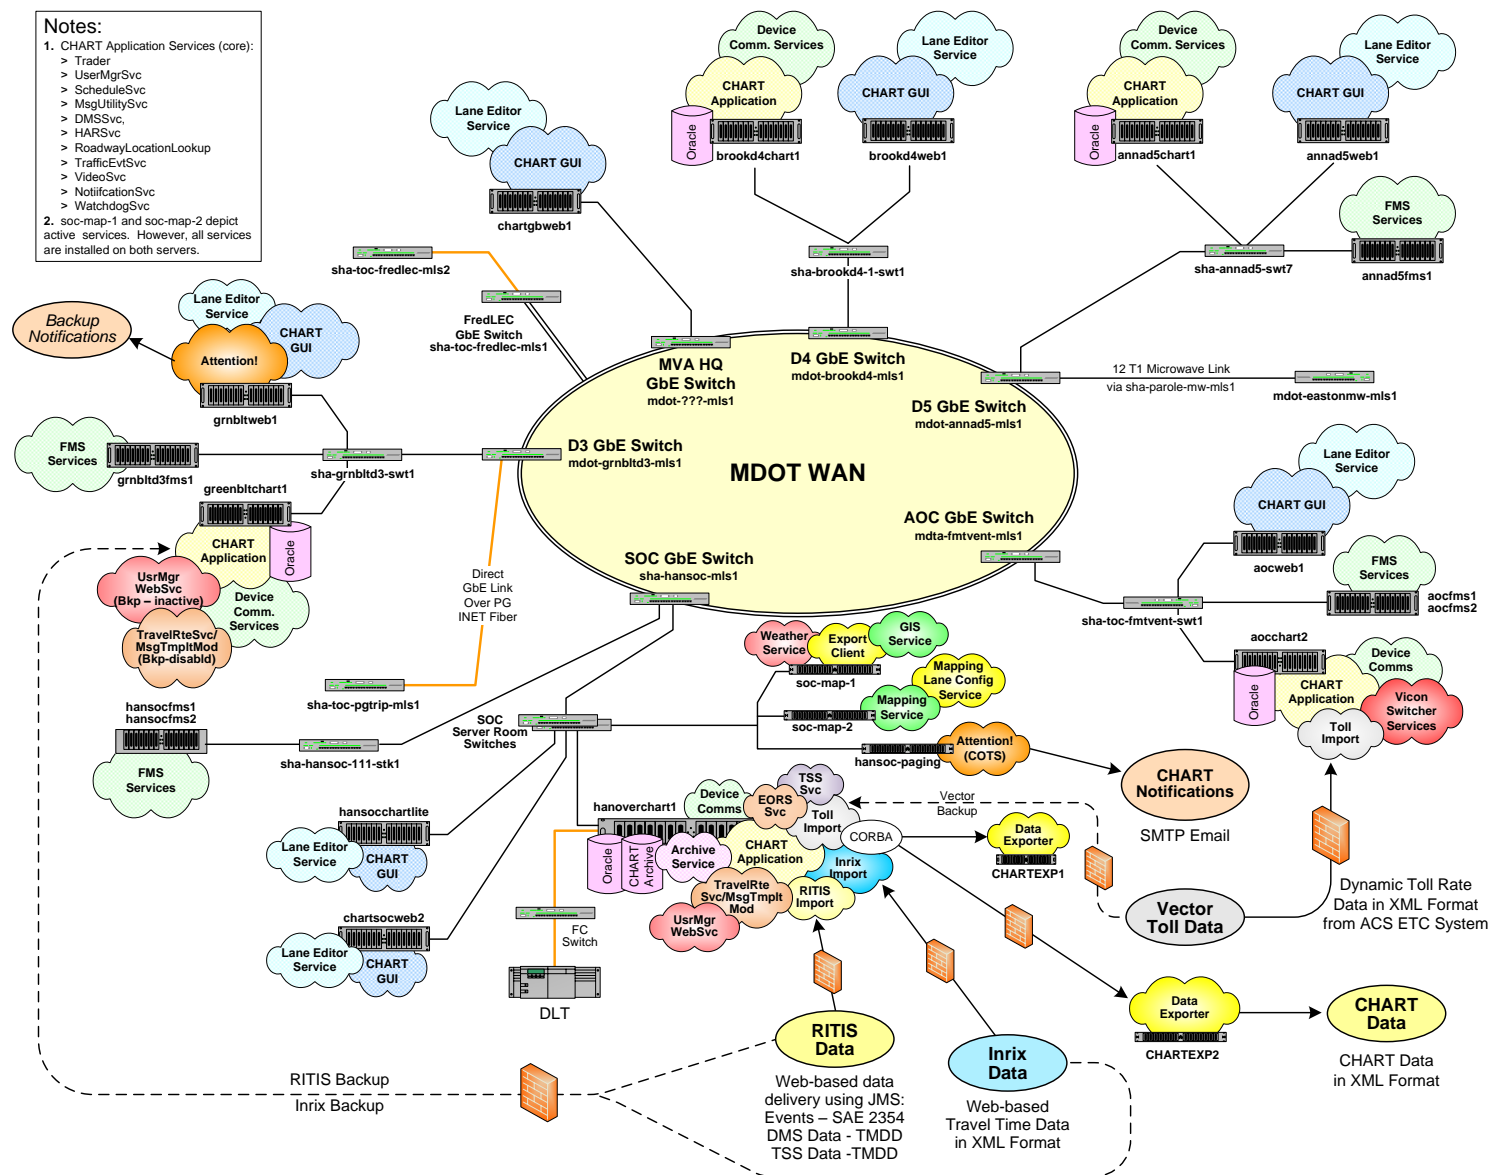 Notes:
1. CHART Application Services (core):
> Trader
> UserMgrSvc
> ScheduleSvc
> MsgUtilitySvc
> DMSSvc,
> HARSvc
> RoadwayLocationLookup
> TrafficEvtSvc
> VideoSvc
> NotiifcationSvc
> WatchdogSvc
2. soc-map-1 and soc-map-2 depict
active services. However, all services
are installed on both servers.
Lane Editor
Service
CHART GUI
chartgbweb1
Device
Comm. Services
CHART
Application
Oracle
brookd4chart1
Lane Editor
Service
CHART GUI
brookd4web1
Device
Comm. Services
CHART
Application
Oracle
annad5chart1
Lane Editor
Service
CHART GUI
annad5web1
FMS
Services
annad5fms1
sha-toc-fredlec-mls2
sha-brookd4-1-swt1
sha-annad5-swt7
FredLEC
GbE Switch
sha-toc-fredlec-mls1
Backup
Notifications
Lane Editor
Service
CHART
GUI
Attention!
grnbltweb1
MVA HQ
GbE Switch
mdot-???-mls1
D4 GbE Switch
mdot-brookd4-mls1
D5 GbE Switch
mdot-annad5-mls1
12 T1 Microwave Link
via sha-parole-mw-mls1
mdot-eastonmw-mls1
FMS
Services
grnbltd3fms1
sha-grnbltd3-swt1
D3 GbE Switch
mdot-grnbltd3-mls1
MDOT WAN
Lane Editor
Service
CHART GUI
aocweb1
greenbltchart1
CHART
Application
Oracle
UsrMgr
WebSvc
(Bkp – inactive)
Device
Comm.
Services
TravelRteSvc/
MsgTmpltMod
(Bkp-disabld)
AOC GbE Switch
mdta-fmtvent-mls1
SOC GbE Switch
sha-hansoc-mls1
Direct
GbE Link
Over PG
INET Fiber
sha-toc-pgtrip-mls1
FMS
Services
aocfms1
aocfms2
sha-toc-fmtvent-swt1
aocchart2
Device
Comms
CHART
Application
Oracle
Vicon
Switcher
Services
Toll
Import
Weather
Service
Export
Client
GIS
Service
soc-map-1
Mapping
Lane Config
Service
Mapping
Service
soc-map-2
hansocfms1
hansocfms2
FMS
Services
sha-hansoc-111-stk1
SOC
Server Room
Switches
hansoc-paging
Attention!
(COTS)
CHART
Notifications
SMTP Email
hansocchartlite
Lane Editor
Service
CHART
GUI
chartsocweb2
Lane Editor
Service
CHART
GUI
hanoverchart1
Device
Comms
TSS
Svc
EORS
Svc
Toll
Import
CORBA
Oracle
CHART
Archive
Archive
Service
CHART
Application
Inrix
Import
TravelRte
Svc/MsgTmplt
Mod
RITIS
Import
UsrMgr
WebSvc
Vector
Backup
Data
Exporter
CHARTEXP1
FC
Switch
DLT
Vector
Toll Data
Dynamic Toll Rate
Data in XML Format
from ACS ETC System
Data
Exporter
CHARTEXP2
CHART
Data
CHART Data
in XML Format
RITIS
Data
Web-based data
delivery using JMS:
Events – SAE 2354
DMS Data - TMDD
TSS Data -TMDD
Inrix
Data
Web-based
Travel Time Data
in XML Format
RITIS Backup
Inrix Backup